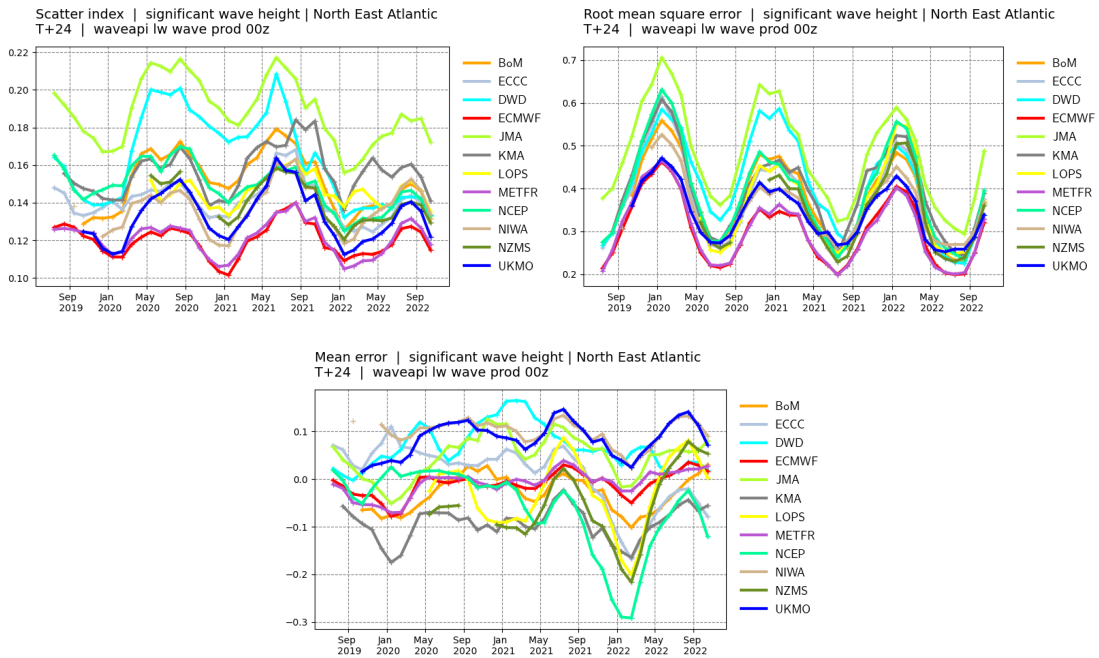 Scatter index | significant wave height | North East Atlantic
T+24 | waveapi lw wave prod 00z
0.22
0.20
0.18
0.16
0.14
0.12
0.10
Sep 2019
Jan 2020
May 2020
Sep 2020
Jan 2021
May 2021
Sep 2021
Jan 2022
May 2022
Sep 2022
BoM
ECCC
DWD
ECMWF
JMA
KMA
LOPS
METFR
NCEP
NIWA
NZMS
UKMO
Root mean square error | significant wave height | North East Atlantic
T+24 | waveapi lw wave prod 00z
0.7
0.6
0.5
0.4
0.3
0.2
Sep 2019
Jan 2020
May 2020
Sep 2020
Jan 2021
May 2021
Sep 2021
Jan 2022
May 2022
Sep 2022
BoM
ECCC
DWD
ECMWF
JMA
KMA
LOPS
METFR
NCEP
NIWA
NZMS
UKMO
Mean error | significant wave height | North East Atlantic
T+24 | waveapi lw wave prod 00z
0.1
0.0
−0.1
−0.2
−0.3
Sep 2019
Jan 2020
May 2020
Sep 2020
Jan 2021
May 2021
Sep 2021
Jan 2022
May 2022
Sep 2022
BoM
ECCC
DWD
ECMWF
JMA
KMA
LOPS
METFR
NCEP
NIWA
NZMS
UKMO